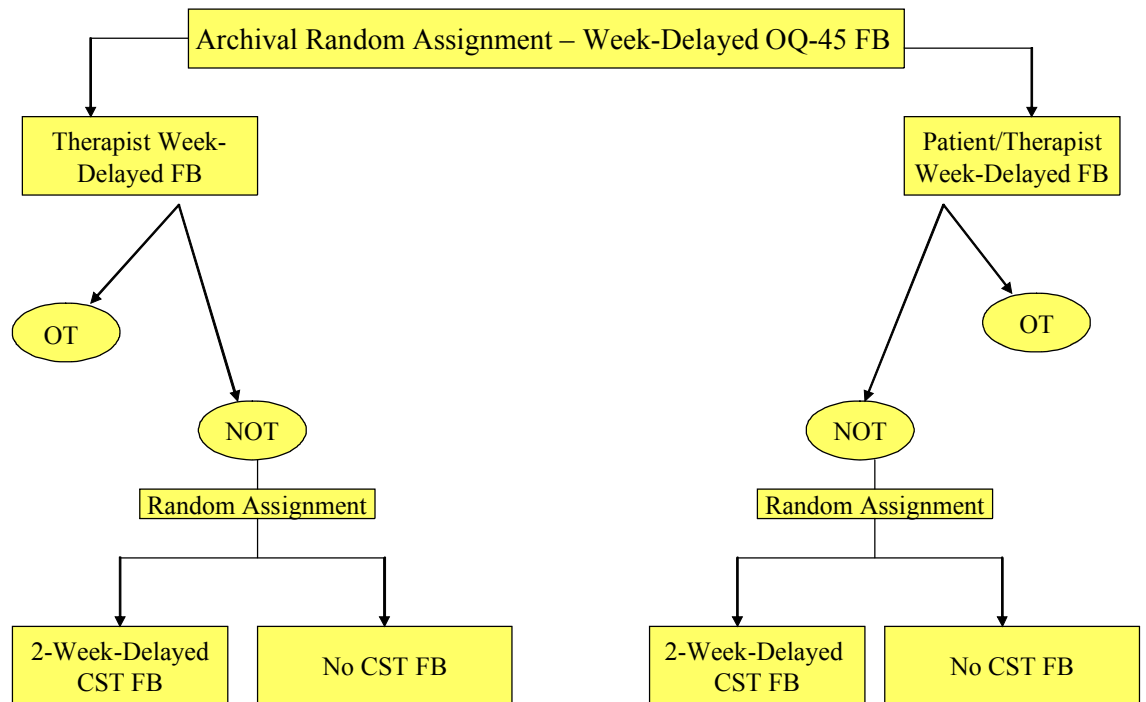 Archival Random Assignment – Week-Delayed OQ-45 FB
Therapist Week-
Delayed FB
Patient/Therapist
Week-Delayed FB
OT
OT
NOT
NOT
Random Assignment
Random Assignment
2-Week-Delayed
CST FB
No CST FB
2-Week-Delayed
CST FB
No CST FB